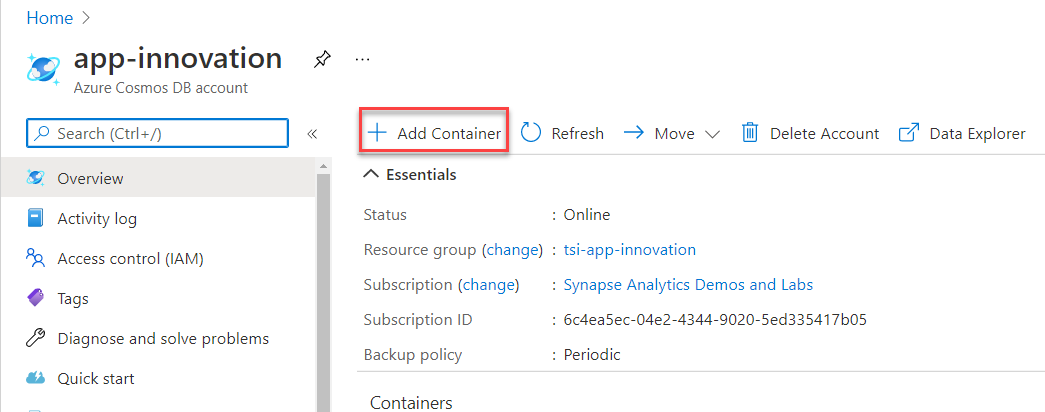 Home
app-innovation
...
Azure Cosmos DB account
Search (Ctrl+/)
Overview
Activity log
Access control (IAM)
Tags
Diagnose and solve problems
Quick start
Add Container Refresh Move Delete Account Data Explorer
Essentials
Status : Online
Resource group (change) : tsi-app-innovation
Subscription (change) : Synapse Analytics Demos and Labs
Subscription ID : 6c4ea5ec-04e2-4344-9020-5ed335417b05
Backup policy : Periodic
Containers